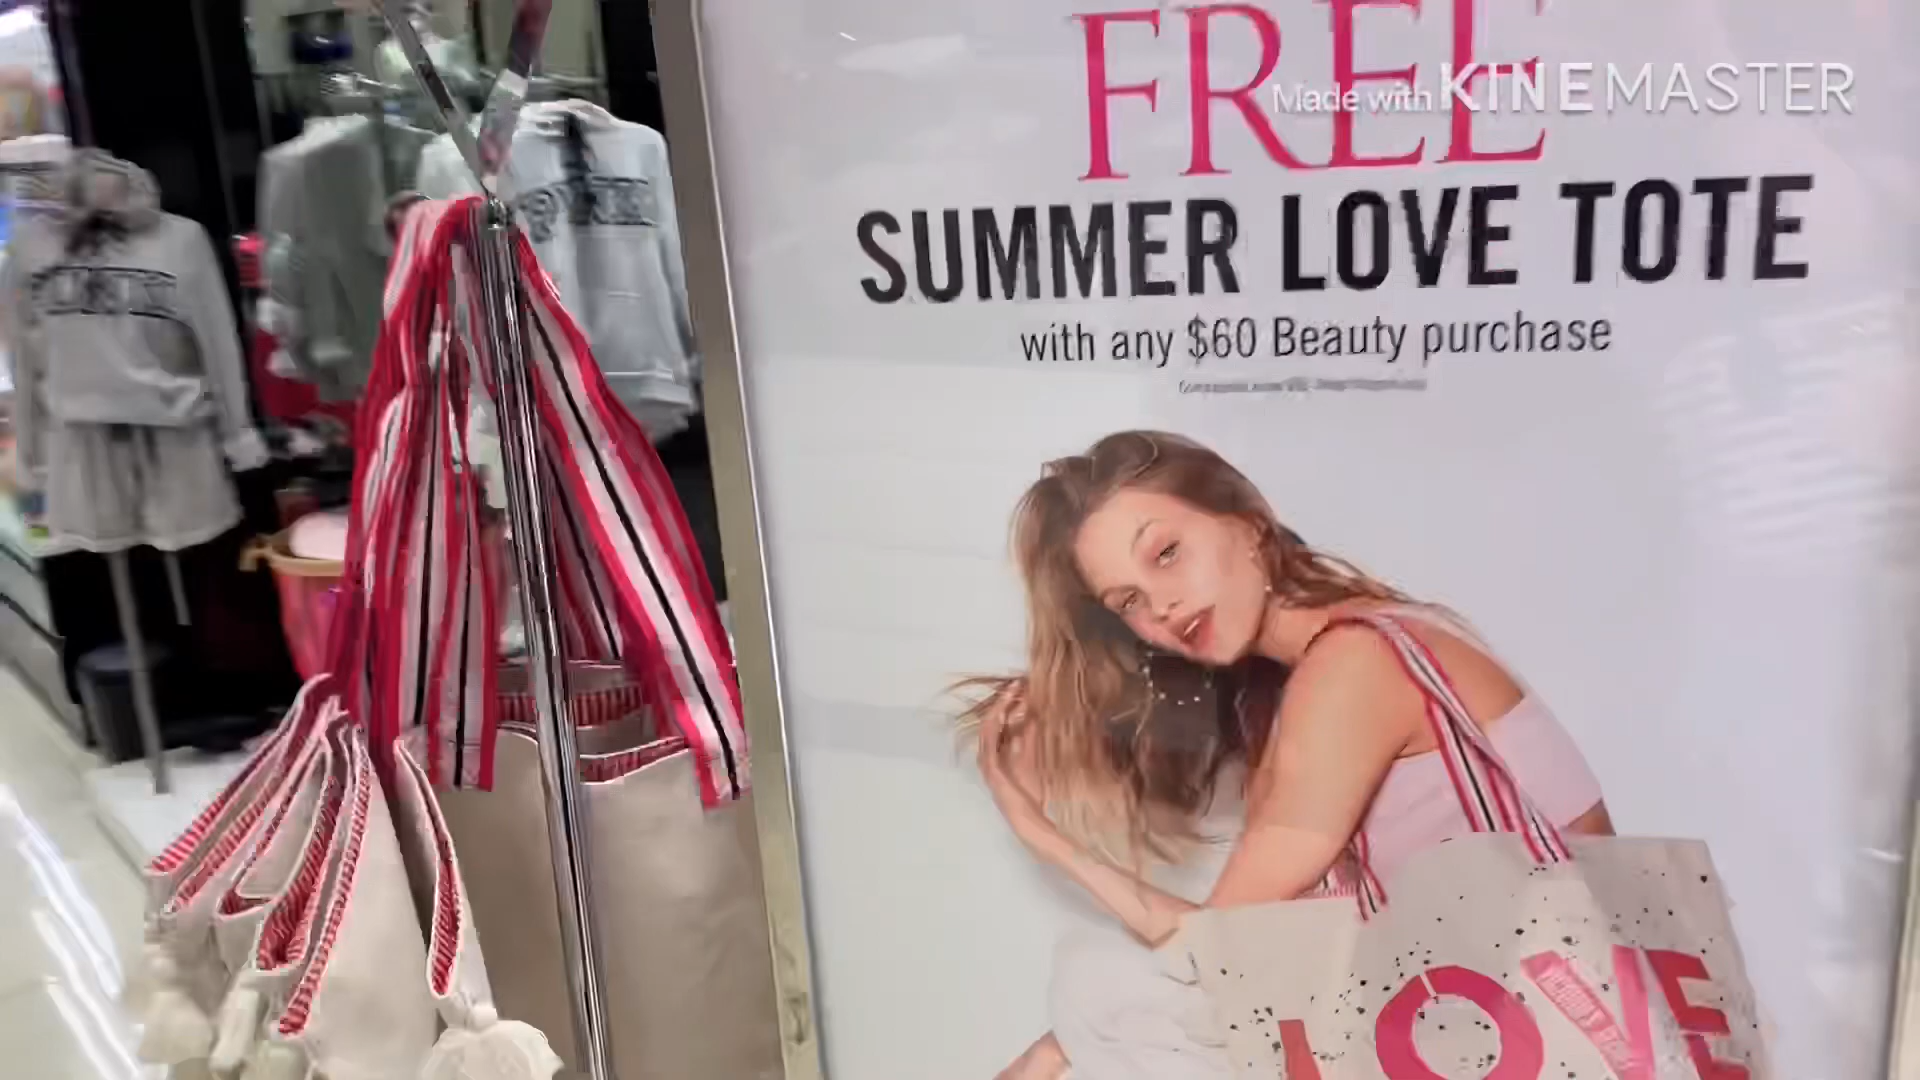 FREE
Made with KINEMASTER
SUMMER LOVE TOTE
with any $60 Beauty purchase
LOVE